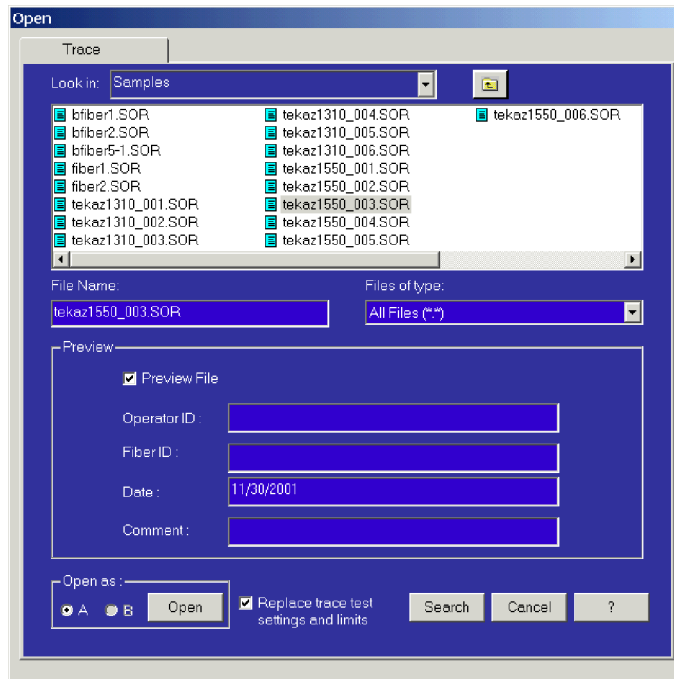 Open
Trace
Look in: Samples
bfiber1.SOR
bfiber2.SOR
bfiber5-1.SOR
fiber1.SOR
fiber2.SOR
tekaz1310_001.SOR
tekaz1310_002.SOR
tekaz1310_003.SOR
tekaz1310_004.SOR
tekaz1310_005.SOR
tekaz1310_006.SOR
tekaz1550_001.SOR
tekaz1550_002.SOR
tekaz1550_003.SOR
tekaz1550_004.SOR
tekaz1550_005.SOR
tekaz1550_006.SOR
File Name:
tekaz1550_003.SOR
Files of type:
All Files (*.*)
Preview
Preview File
Operator ID :
Fiber ID :
Date : 11/30/2001
Comment :
Open as :
A B Open
Replace trace test
settings and limits
Search Cancel ?